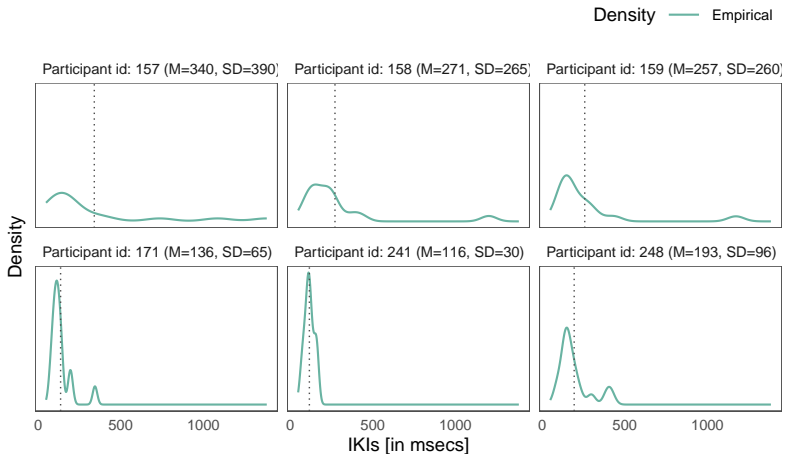 Density Empirical
Participant id: 157 (M=340, SD=390)
Participant id: 158 (M=271, SD=265)
Participant id: 159 (M=257, SD=260)
Density
Participant id: 171 (M=136, SD=65)
Participant id: 241 (M=116, SD=30)
Participant id: 248 (M=193, SD=96)
0 500 1000
0 500 1000
0 500 1000
IKIs [in msecs]